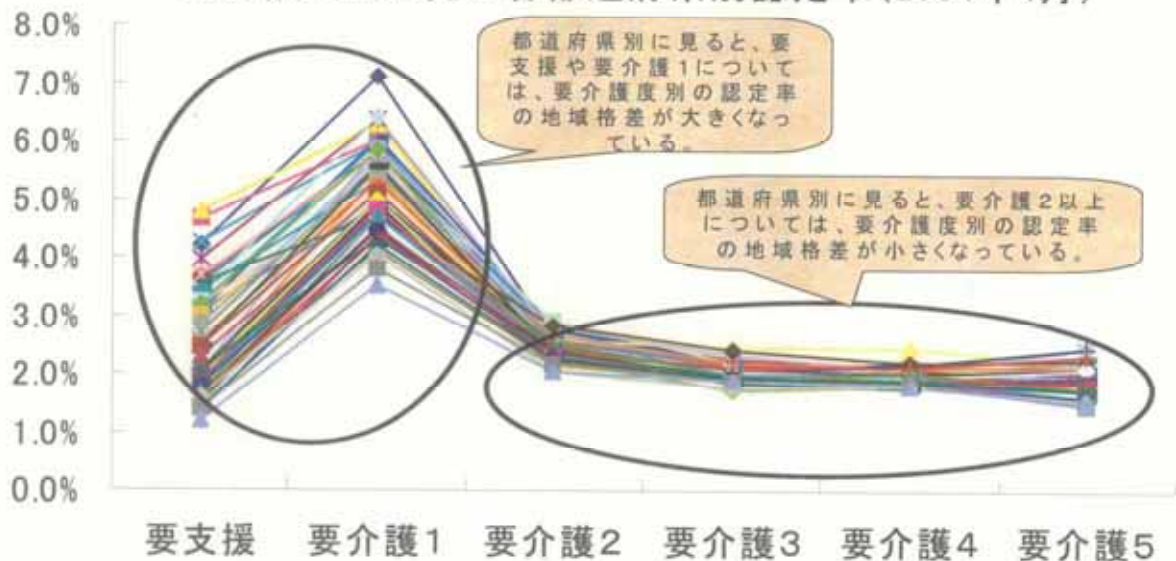 8.0%
7.0%
6.0%
5.0%
4.0%
3.0%
2.0%
1.0%
0.0%
都道府県別に見ると、要
支援や要介護1について
は、要介護度別の認定率
の地域格差が大きくなっ
ている。
都道府県別に見ると、要介護2以上
については、要介護度別の認定率
の地域格差が小さくなっている。
要支援 要介護1 要介護2 要介護3 要介護4 要介護5